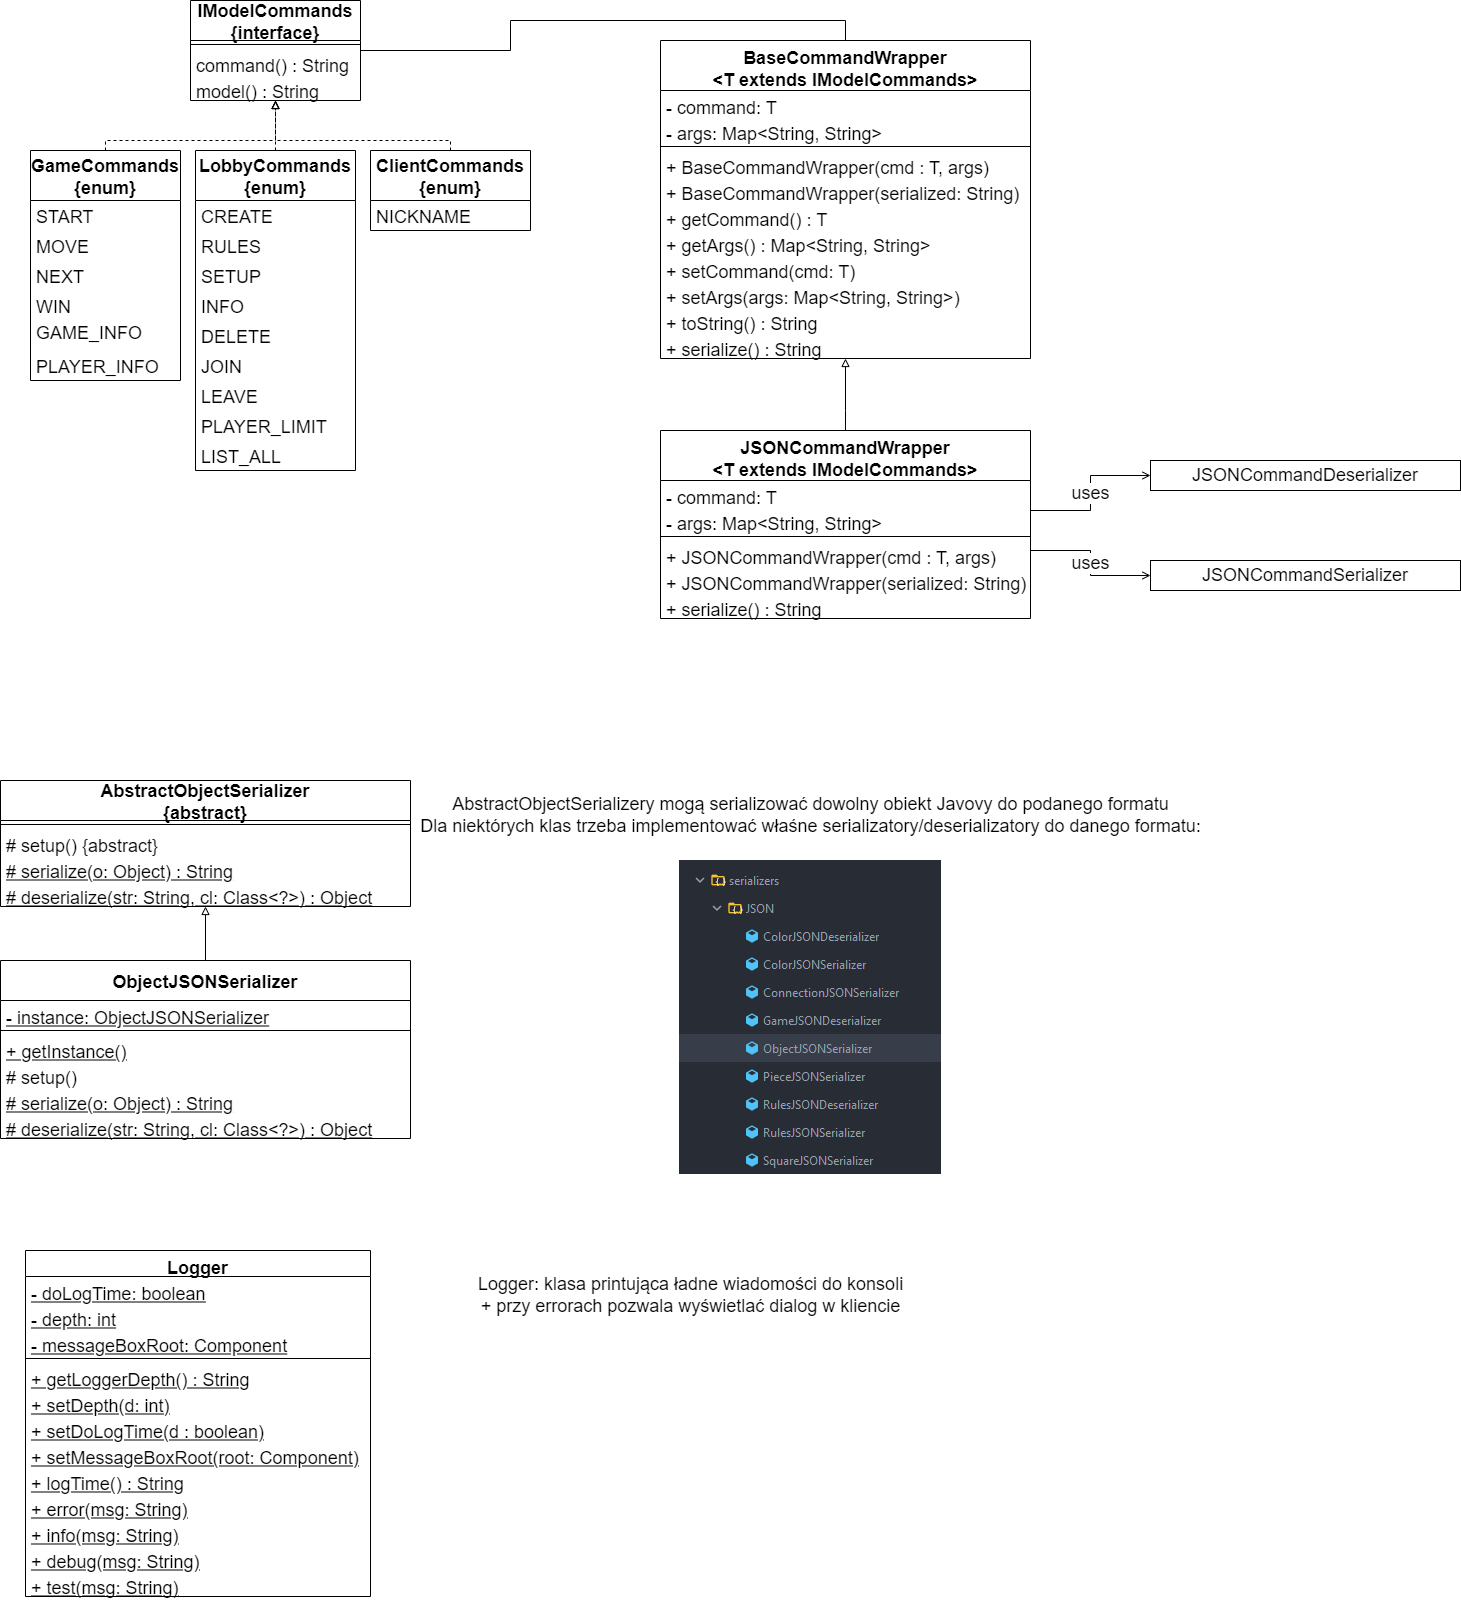 IModelCommands
{interface}
command() : String
model() : String
GameCommands
{enum}
START
MOVE
NEXT
WIN
GAME_INFO
PLAYER_INFO
LobbyCommands
{enum}
CREATE
RULES
SETUP
INFO
DELETE
JOIN
LEAVE
PLAYER_LIMIT
LIST_ALL
ClientCommands
{enum}
NICKNAME
BaseCommandWrapper
<T extends IModelCommands>
- command: T
- args: Map<String, String>
+ BaseCommandWrapper(cmd : T, args)
+ BaseCommandWrapper(serialized: String)
+ getCommand() : T
+ getArgs() : Map<String, String>
+ setCommand(cmd: T)
+ setArgs(args: Map<String, String>)
+ toString() : String
+ serialize() : String
JSONCommandWrapper
<T extends IModelCommands>
- command: T
- args: Map<String, String>
+ JSONCommandWrapper(cmd : T, args)
+ JSONCommandWrapper(serialized: String)
+ serialize() : String
uses
JSONCommandDeserializer
uses
JSONCommandSerializer
AbstractObjectSerializer
{abstract}
# setup() {abstract}
# serialize(o: Object) : String
# deserialize(str: String, cl: Class<?>) : Object
ObjectJSONSerializer
- instance: ObjectJSONSerializer
+ getInstance()
# setup()
# serialize(o: Object) : String
# deserialize(str: String, cl: Class<?>) : Object
AbstractObjectSerializery mogą serializować dowolny obiekt Javovy do podanego formatu
Dla niektórych klas trzeba implementować własne serializatory/deserializatory do danego formatu:
serializers
JSON
ColorJSONDeserializer
ColorJSONSerializer
ConnectionJSONSerializer
GameJSONDeserializer
ObjectJSONSerializer
PieceJSONSerializer
RulesJSONDeserializer
RulesJSONSerializer
SquareJSONSerializer
Logger
- doLogTime: boolean
- depth: int
- messageBoxRoot: Component
+ getLoggerDepth() : String
+ setDepth(d: int)
+ setDoLogTime(d : boolean)
+ setMessageBoxRoot(root: Component)
+ logTime() : String
+ error(msg: String)
+ info(msg: String)
+ debug(msg: String)
+ test(msg: String)
Logger: klasa printująca ładne wiadomości do konsoli
+ przy errorach pozwala wyświetlać dialog w kliencie